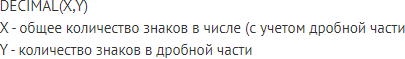 DECIMAL(X,Y)
X - общее количество знаков в числе (с учетом дробной части
Y - количество знаков в дробной части